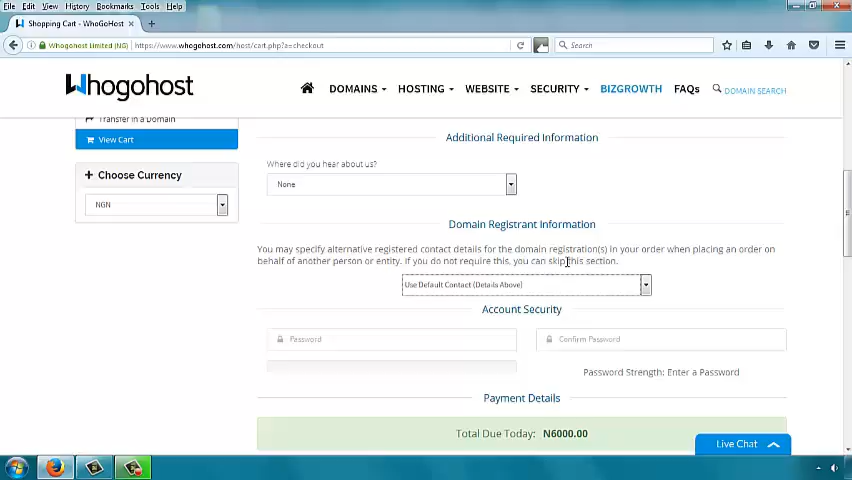 File Edit View History Bookmarks Tools Help
Shopping Cart - WhoGoHost × +
Whogohost Limited (NG) https://www.whogohost.com/host/cart.php?a=checkout Search
Whogohost DOMAINS HOSTING WEBSITE SECURITY BIZGROWTH FAQs DOMAIN SEARCH
Transfer in a Domain
View Cart
Choose Currency
NGN
Additional Required Information
Where did you hear about us?
None
Domain Registrant Information
You may specify alternative registered contact details for the domain registration(s) in your order when placing an order on
behalf of another person or entity. If you do not require this, you can skip this section.
Use Default Contact (Details Above)
Account Security
Password Confirm Password
Password Strength: Enter a Password
Payment Details
Total Due Today: N6000.00
Live Chat